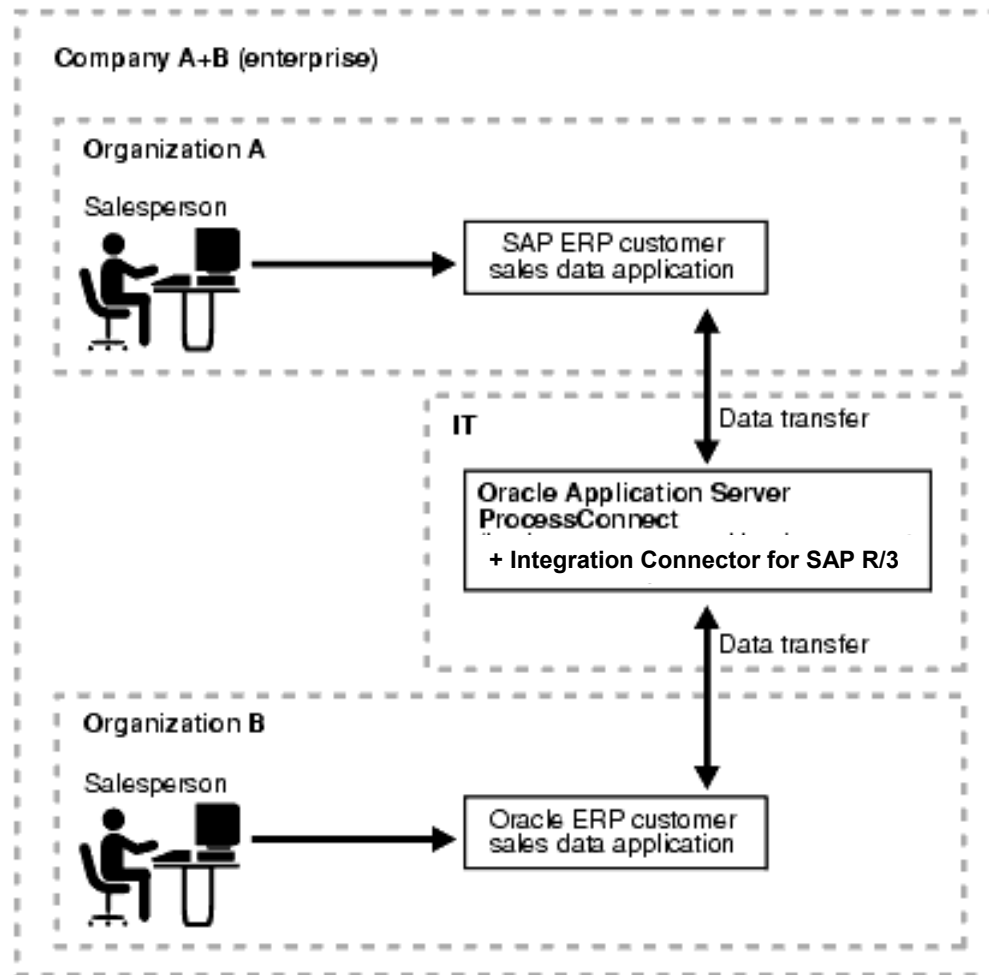 Company A+B (enterprise)
Organization A
Salesperson
SAP ERP customer
sales data application
Data transfer
IT
Oracle Application Server
ProcessConnect
+ Integration Connector for SAP R/3
Data transfer
Organization B
Salesperson
Oracle ERP customer
sales data application